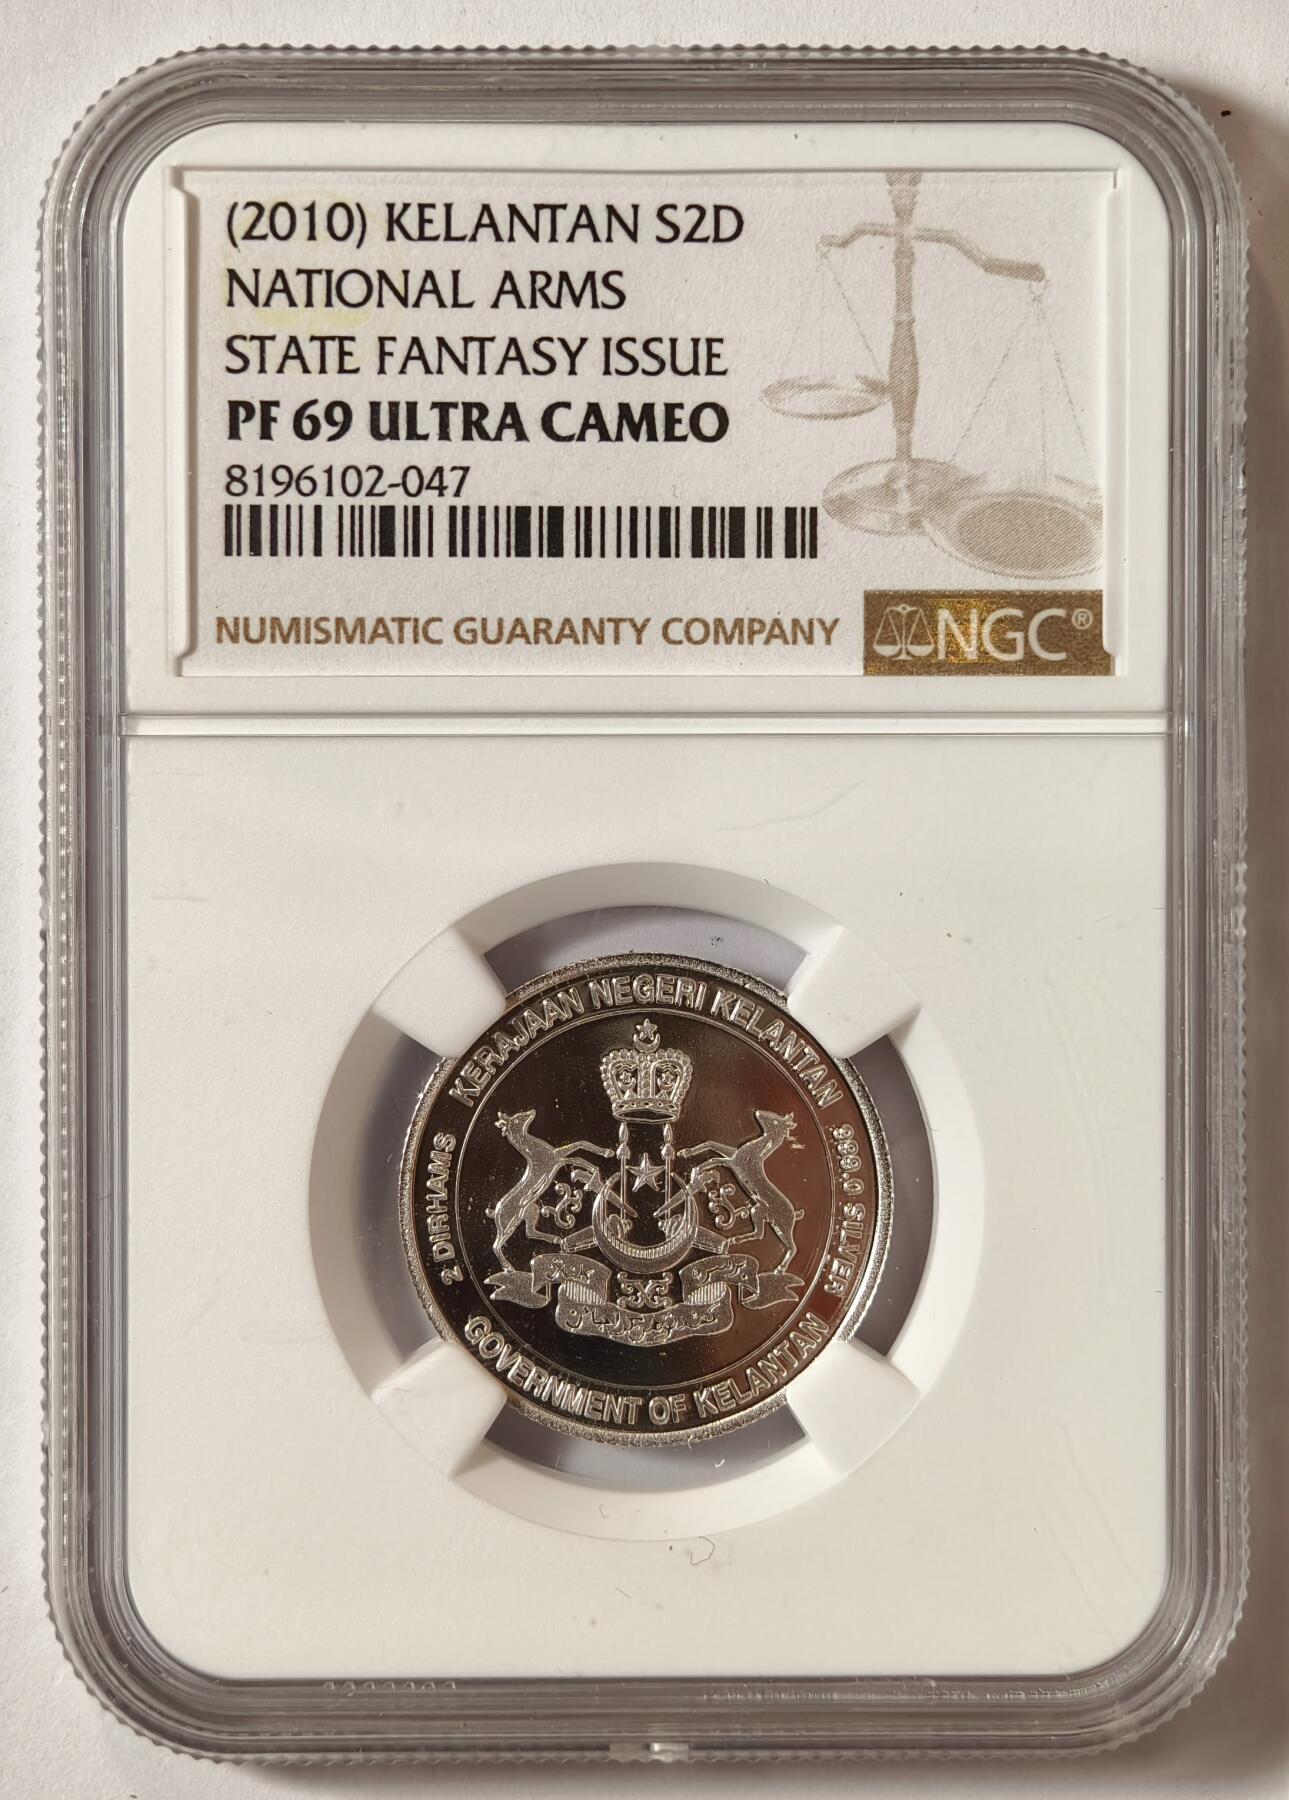 (2010) KELANTAN S2D
NATIONAL ARMS
STATE FANTASY ISSUE
PF 69 ULTRA CAMEO
8196102-047
NUMISMATIC GUARANTY COMPANY
NGC®
KERAJAAN NEGERI KELANTAN
2 DIRHAMS
999.0 SILVER
GOVERNMENT OF KELANTAN